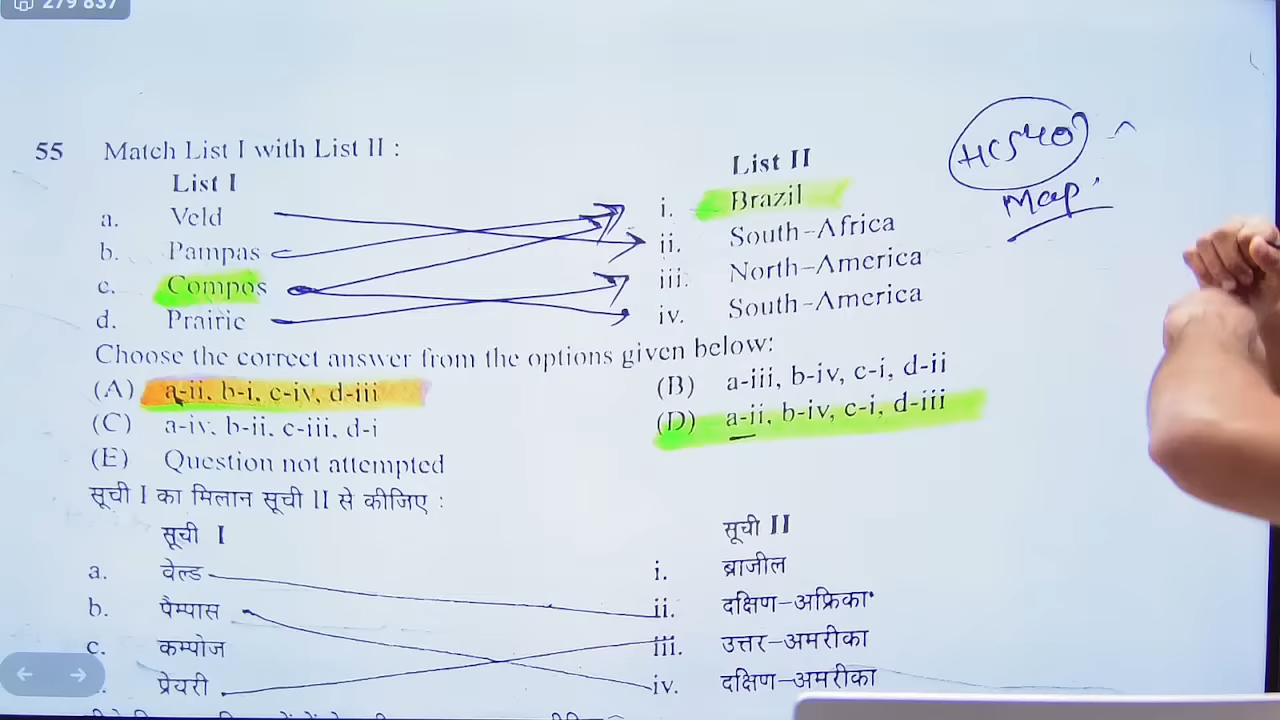 279 837
55 Match List I with List II :
List I List II
a. Veld i. Brazil
b. Pampas ii. South-Africa
c. Compos iii. North-America
d. Prairie iv. South-America
Choose the correct answer from the options given below:
(A) a-ii, b-i, c-iv, d-iii (B) a-iii, b-iv, c-i, d-ii
(C) a-iv, b-ii, c-iii, d-i (D) a-ii, b-iv, c-i, d-iii
(E) Question not attempted
सूची I का मिलान सूची II से कीजिए :
सूची I सूची II
a. वेल्ड i. ब्राजील
b. पैम्पास ii. दक्षिण-अफ्रिका
c. कम्पोज iii. उत्तर-अमरीका
. प्रेयरी iv. दक्षिण-अमरीका
Map